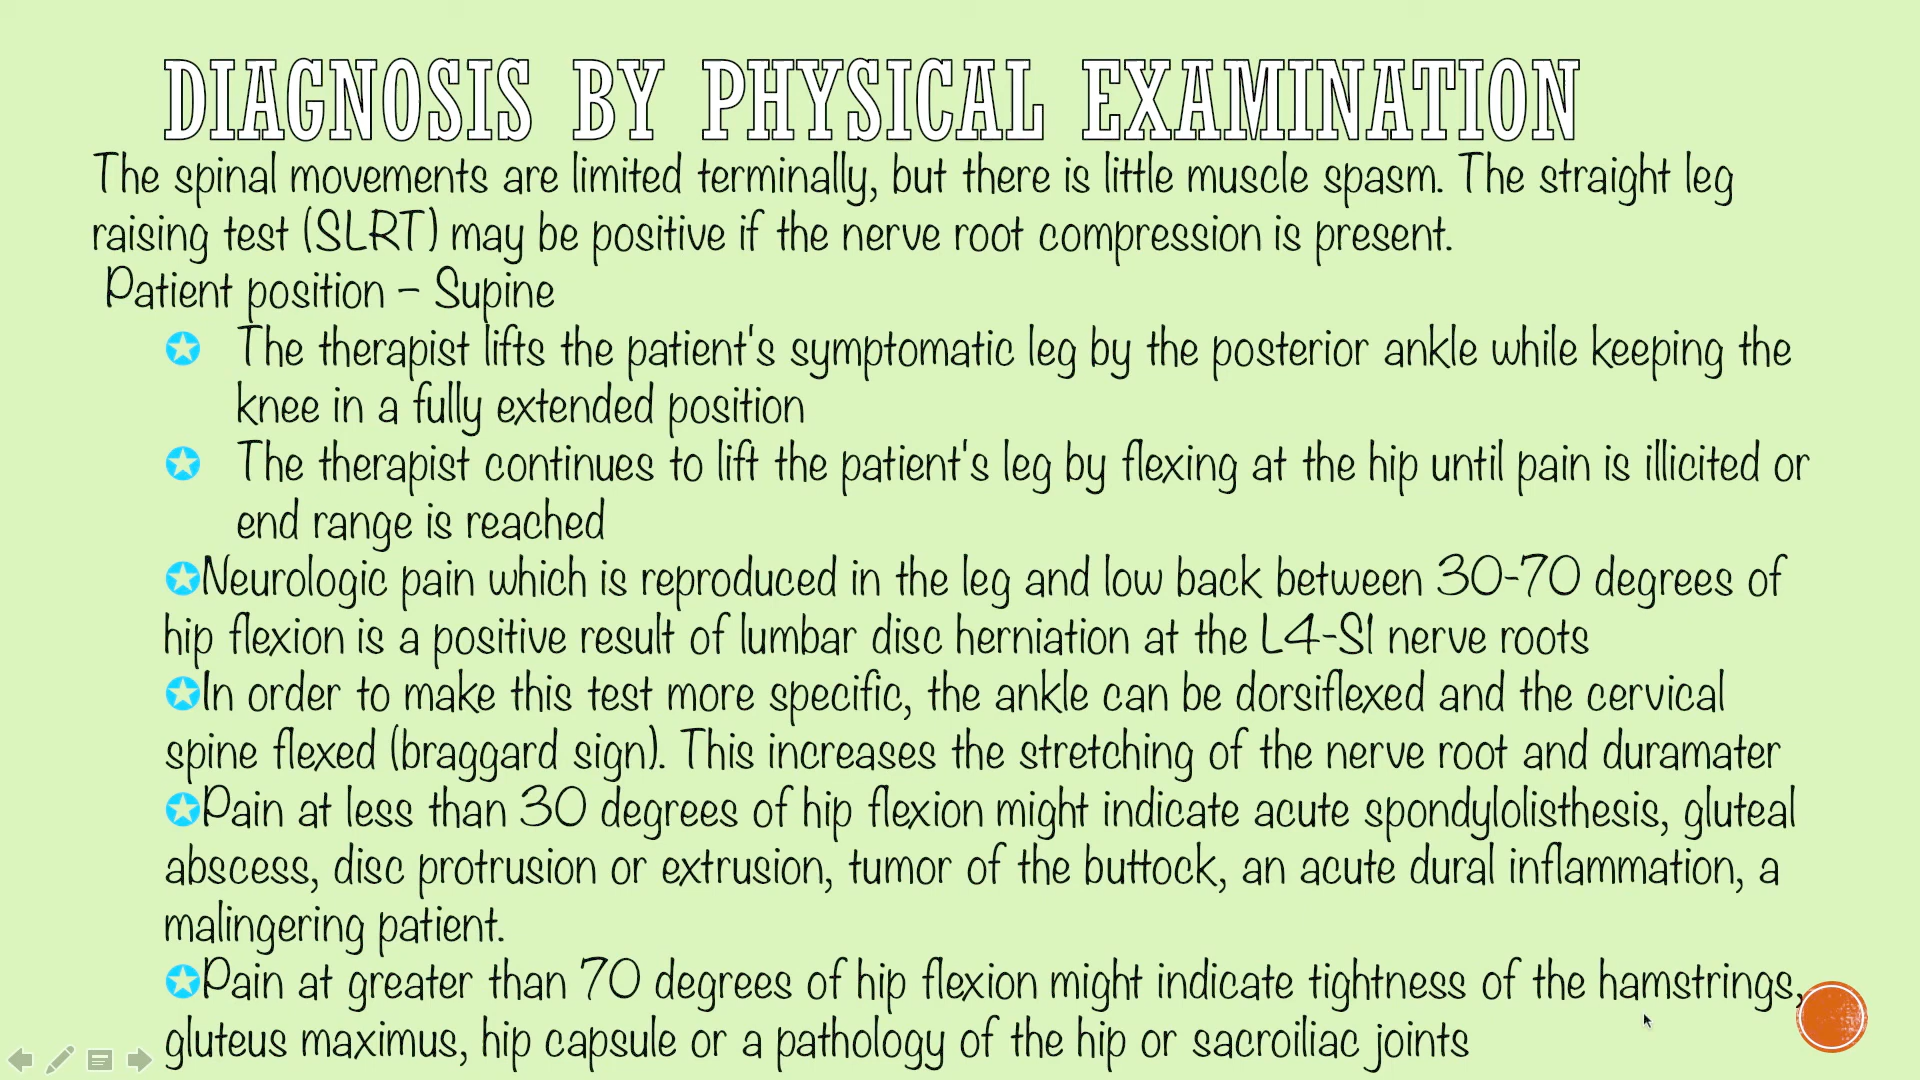 DIAGNOSIS BY PHYSICAL EXAMINATION
The spinal movements are limited terminally, but there is little muscle spasm. The straight leg
raising test (SLRT) may be positive if the nerve root compression is present.
Patient position – Supine
The therapist lifts the patient's symptomatic leg by the posterior ankle while keeping the
knee in a fully extended position
The therapist continues to lift the patient's leg by flexing at the hip until pain is illicited or
end range is reached
Neurologic pain which is reproduced in the leg and low back between 30-70 degrees of
hip flexion is a positive result of lumbar disc herniation at the L4-S1 nerve roots
In order to make this test more specific, the ankle can be dorsiflexed and the cervical
spine flexed (braggard sign). This increases the stretching of the nerve root and duramater
Pain at less than 30 degrees of hip flexion might indicate acute spondylolisthesis, gluteal
abscess, disc protrusion or extrusion, tumor of the buttock, an acute dural inflammation, a
malingering patient.
Pain at greater than 70 degrees of hip flexion might indicate tightness of the hamstrings,
gluteus maximus, hip capsule or a pathology of the hip or sacroiliac joints